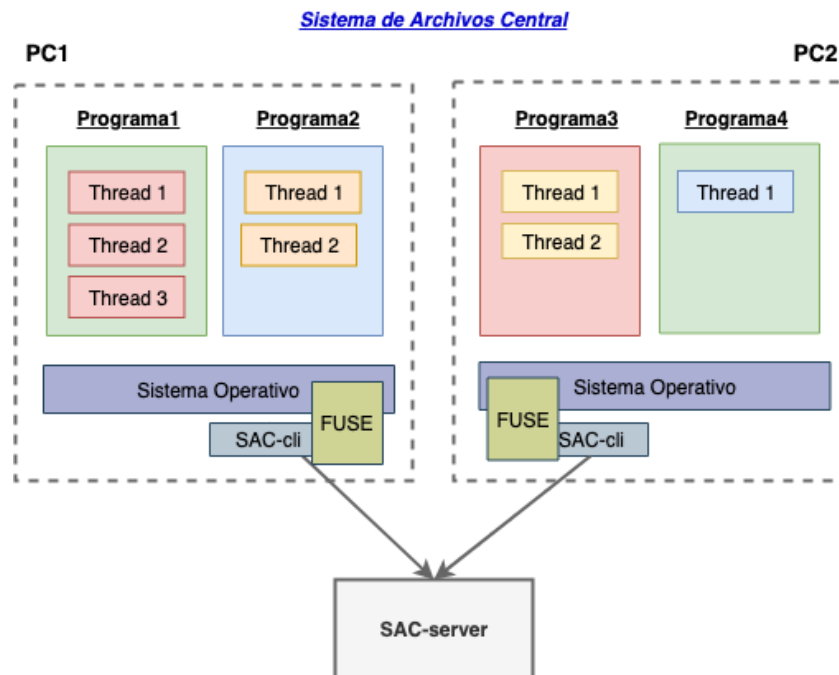 Sistema de Archivos Central
PC1
PC2
Programa1
Programa2
Thread 1
Thread 2
Thread 3
Thread 1
Thread 2
Sistema Operativo
FUSE
SAC-cli
Programa3
Programa4
Thread 1
Thread 2
Thread 1
Sistema Operativo
FUSE
SAC-cli
SAC-server